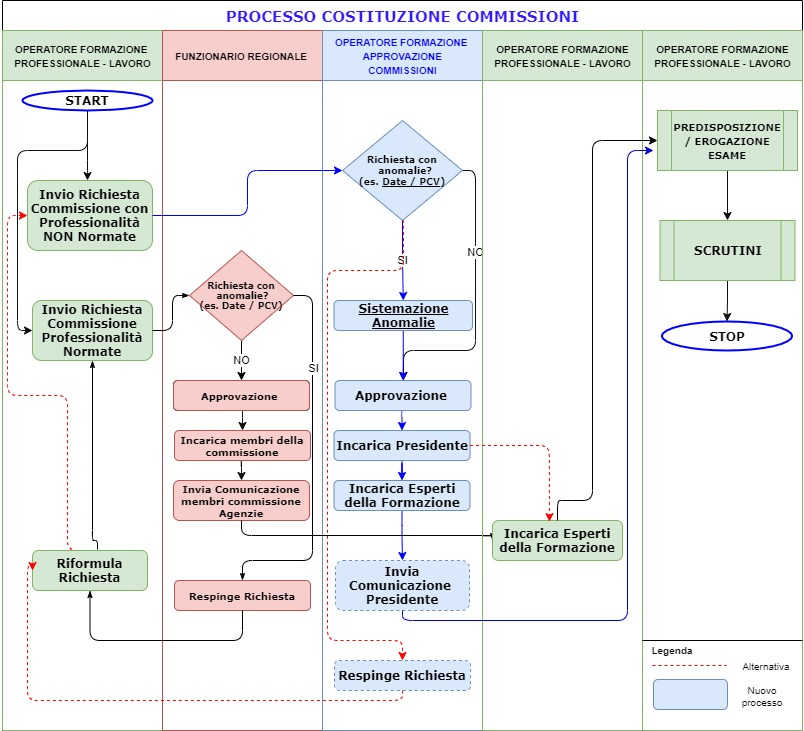 PROCESSO COSTITUZIONE COMMISSIONI
OPERATORE FORMAZIONE
PROFESSIONALE - LAVORO
FUNZIONARIO REGIONALE
OPERATORE FORMAZIONE
APPROVAZIONE
COMMISSIONI
OPERATORE FORMAZIONE
PROFESSIONALE - LAVORO
OPERATORE FORMAZIONE
PROFESSIONALE - LAVORO
START
Invio Richiesta
Commissione con
Professionalità
NON Normate
Invio Richiesta
Commissione
Professionalità
Normate
Riformula
Richiesta
Richiesta con
anomalie?
(es. Date / PCV)
NO
SI
Approvazione
Incarica membri della
commissione
Invia Comunicazione
membri commissione
Agenzie
Respinge Richiesta
Richiesta con
anomalie?
(es. Date / PCV)
SI
NO
Sistemazione
Anomalie
Approvazione
Incarica Presidente
Incarica Esperti
della Formazione
Invia
Comunicazione
Presidente
Respinge Richiesta
Incarica Esperti
della Formazione
PREDISPOSIZIONE
/ EROGAZIONE
ESAME
SCRUTINI
STOP
Legenda
Alternativa
Nuovo
processo